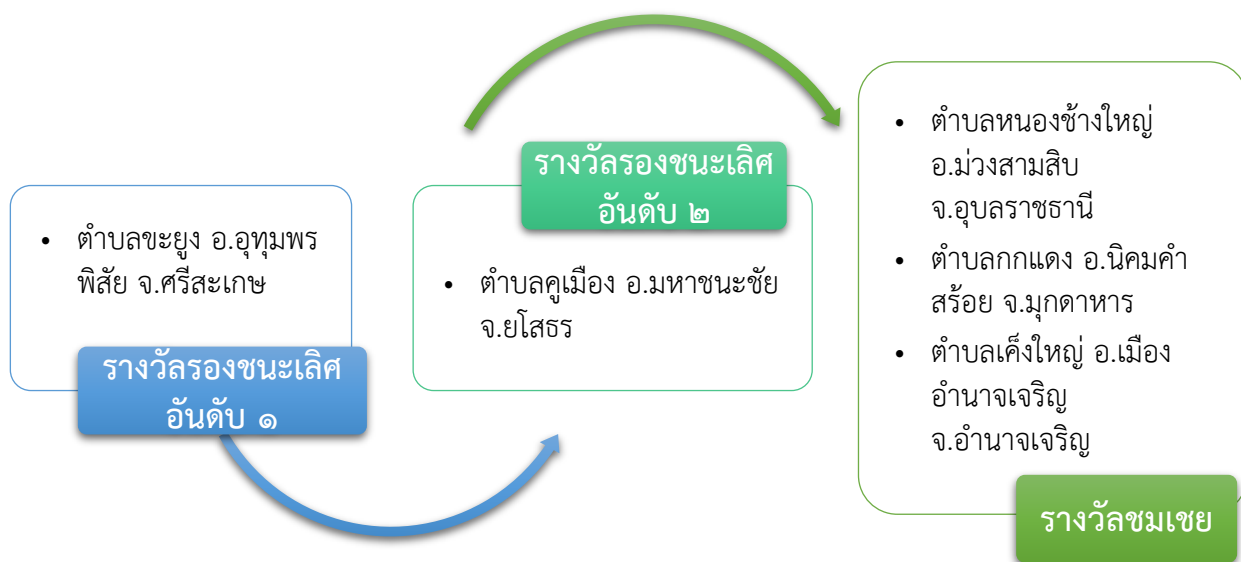 • ตำบลขะยูง อ.อุทุมพร
พิสัย จ.ศรีสะเกษ
รางวัลรองชนะเลิศ
อันดับ ๑
รางวัลรองชนะเลิศ
อันดับ ๒
• ตำบลคูเมือง อ.มหาชนะชัย
จ.ยโสธร
• ตำบลหนองช้างใหญ่
อ.ม่วงสามสิบ
จ.อุบลราชธานี
• ตำบลกกแดง อ.นิคมคำ
สร้อย จ.มุกดาหาร
• ตำบลเค็งใหญ่ อ.เมือง
อำนาจเจริญ
จ.อำนาจเจริญ
รางวัลชมเชย